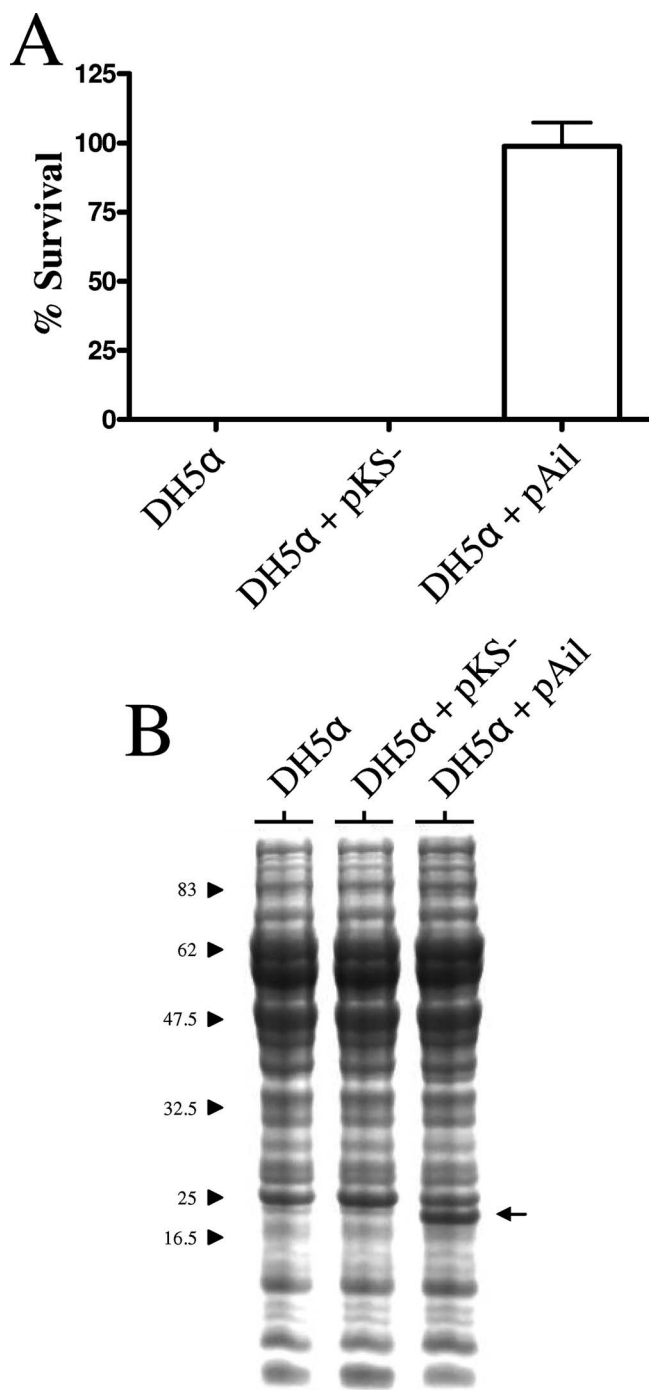 A
% Survival
125
100
75
50
25
0
DH5α
DH5α + pKS-
DH5α + pAil
B
DH5α
DH5α + pKS-
DH5α + pAil
83
62
47.5
32.5
25
16.5